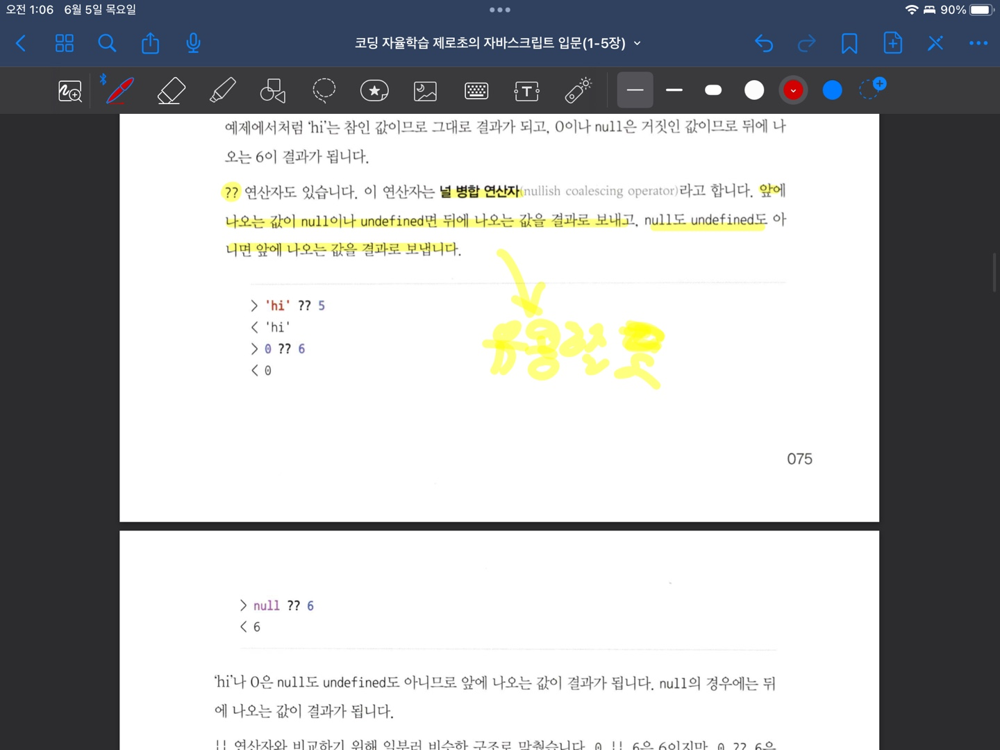 오전 1:06 6월 5일 목요일
90%
코딩 자율학습 제로초의 자바스크립트 입문(1-5장)
예제에서처럼 ‘hi’는 참인 값이므로 그대로 결과가 되고, 0이나 null은 거짓인 값이므로 뒤에 나
오는 6이 결과가 됩니다.
?? 연산자도 있습니다. 이 연산자는 널 병합 연산자(nullish coalescing operator)라고 합니다. 앞에
나오는 값이 null이나 undefined면 뒤에 나오는 값을 결과로 보내고, null도 undefined도 아
니면 앞에 나오는 값을 결과로 보냅니다.
> 'hi' ?? 5
< 'hi'
> 0 ?? 6
< 0
유용할 듯
075
> null ?? 6
< 6
‘hi’나 0은 null도 undefined도 아니므로 앞에 나오는 값이 결과가 됩니다. null의 경우에는 뒤
에 나오는 값이 결과가 됩니다.
|| 연산자와 비교하기 위해 일부러 비슷한 구조로 맞췄습니다. 0 || 6은 6이지만, 0 ?? 6은